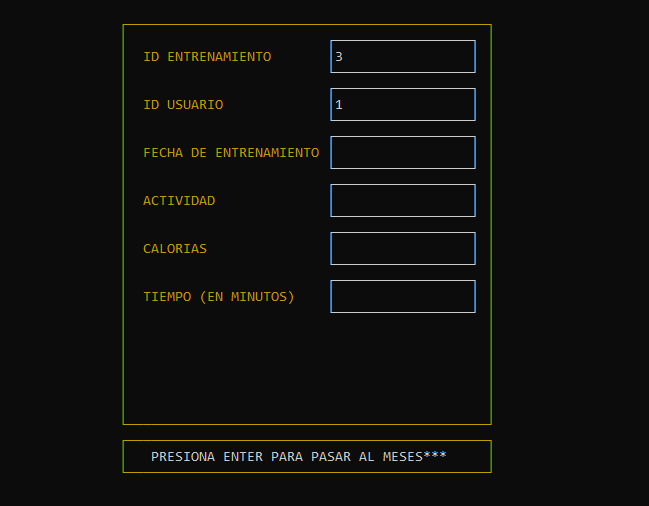 ID ENTRENAMIENTO 3
ID USUARIO 1
FECHA DE ENTRENAMIENTO
ACTIVIDAD
CALORIAS
TIEMPO (EN MINUTOS)
PRESIONA ENTER PARA PASAR AL MESES***